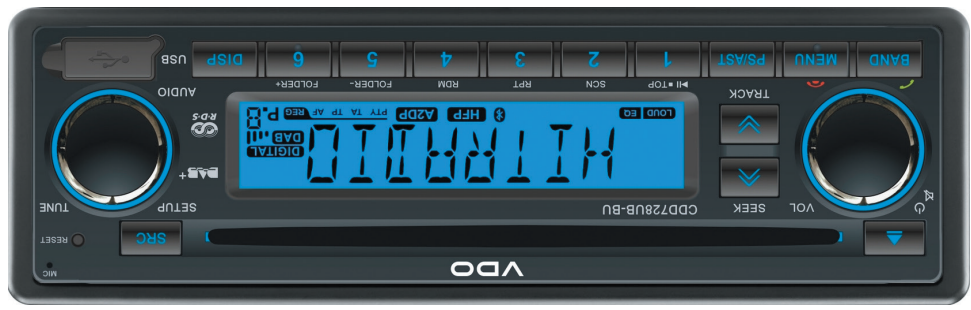 VDO
MIC
SRC RESET
VOL SEEK CDD728UB-BU SETUP TUNE
HITRADIO DIGITAL DAB
DAB+
R·D·S
LOUD EQ HFP A2DP PTY TA TP AF REG P.8
TRACK AUDIO
TOP SCN RPT RDM FOLDER- FOLDER+
BAND MENU PS/AST 1 2 3 4 5 6 DISP USB